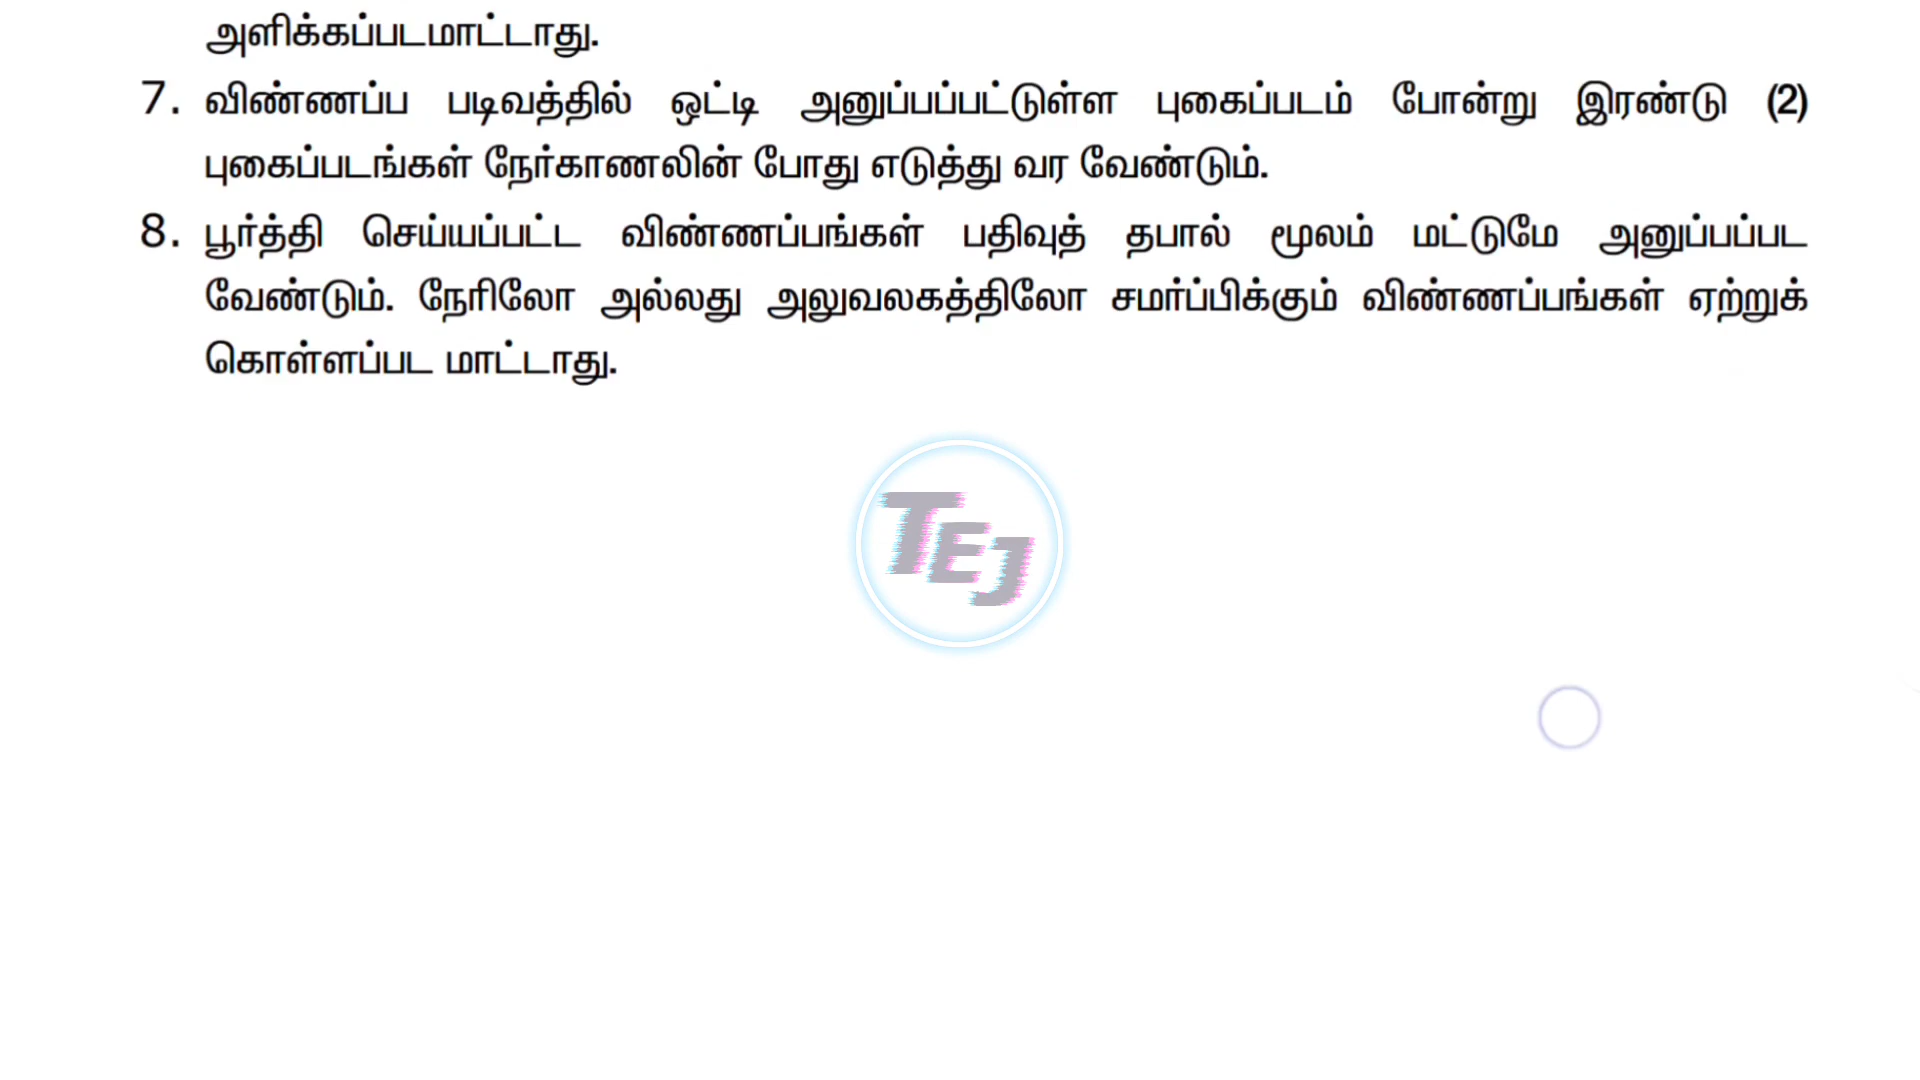 அளிக்கப்படமாட்டாது.
7. விண்ணப்ப படிவத்தில் ஒட்டி அனுப்பப்பட்டுள்ள புகைப்படம் போன்று இரண்டு (2)
புகைப்படங்கள் நேர்காணலின் போது எடுத்து வர வேண்டும்.
8. பூர்த்தி செய்யப்பட்ட விண்ணப்பங்கள் பதிவுத் தபால் மூலம் மட்டுமே அனுப்பப்பட
வேண்டும். நேரிலோ அல்லது அலுவலகத்திலோ சமர்ப்பிக்கும் விண்ணப்பங்கள் ஏற்றுக்
கொள்ளப்பட மாட்டாது.
TEJ